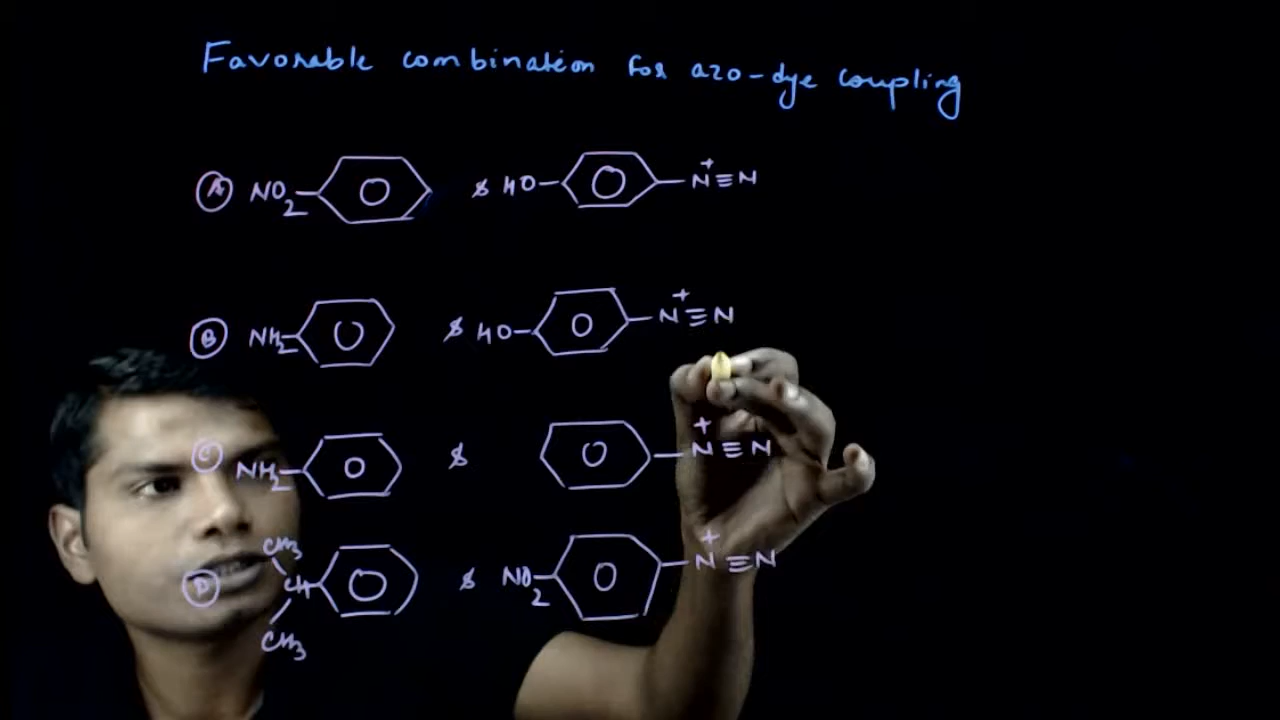 Favorable combination for azo-dye coupling
A NO2 & HO N+≡N
B NH2 & HO N+≡N
C NH2 & N+≡N
CH3
D CH & NO2 N+≡N
CH3